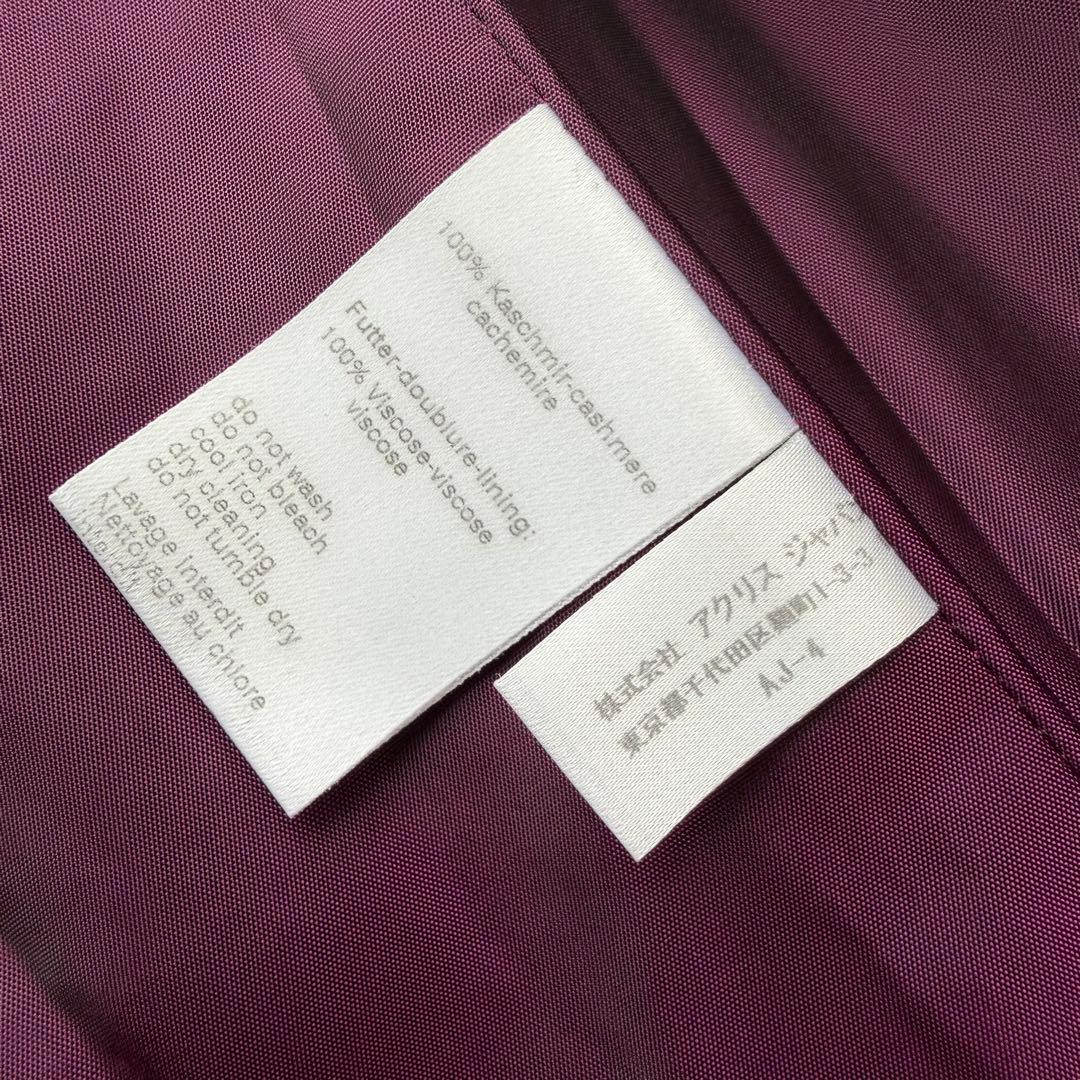 100% Kaschmir-cashmere
cachemire
Futter-doublure-lining:
100% Viscose-viscose
viscose
do not wash
do not bleach
cool iron
dry cleaning
do not tumble dry
Lavage interdit
Nettoyage au chlore
株式会社 アクリス ジャパン
東京都千代田区麹町1-3-3
AJ-4